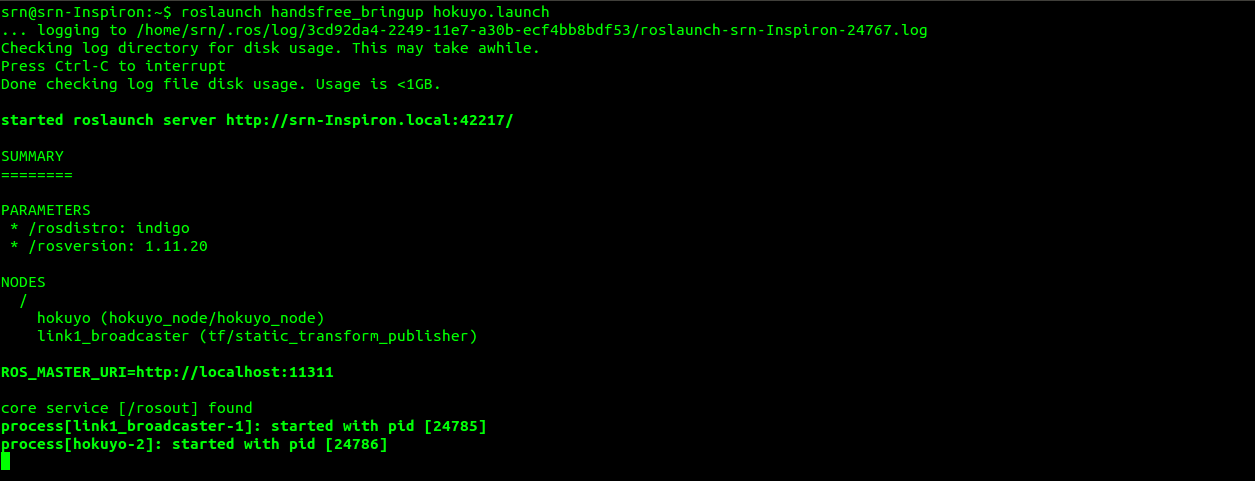 srn@srn-Inspiron:~$ roslaunch handsfree_bringup hokuyo.launch
... logging to /home/srn/.ros/log/3cd92da4-2249-11e7-a30b-ecf4bb8bdf53/roslaunch-srn-Inspiron-24767.log
Checking log directory for disk usage. This may take awhile.
Press Ctrl-C to interrupt
Done checking log file disk usage. Usage is <1GB.
started roslaunch server http://srn-Inspiron.local:42217/
SUMMARY
========
PARAMETERS
 * /rosdistro: indigo
 * /rosversion: 1.11.20
NODES
  /
    hokuyo (hokuyo_node/hokuyo_node)
    link1_broadcaster (tf/static_transform_publisher)
ROS_MASTER_URI=http://localhost:11311
core service [/rosout] found
process[link1_broadcaster-1]: started with pid [24785]
process[hokuyo-2]: started with pid [24786]